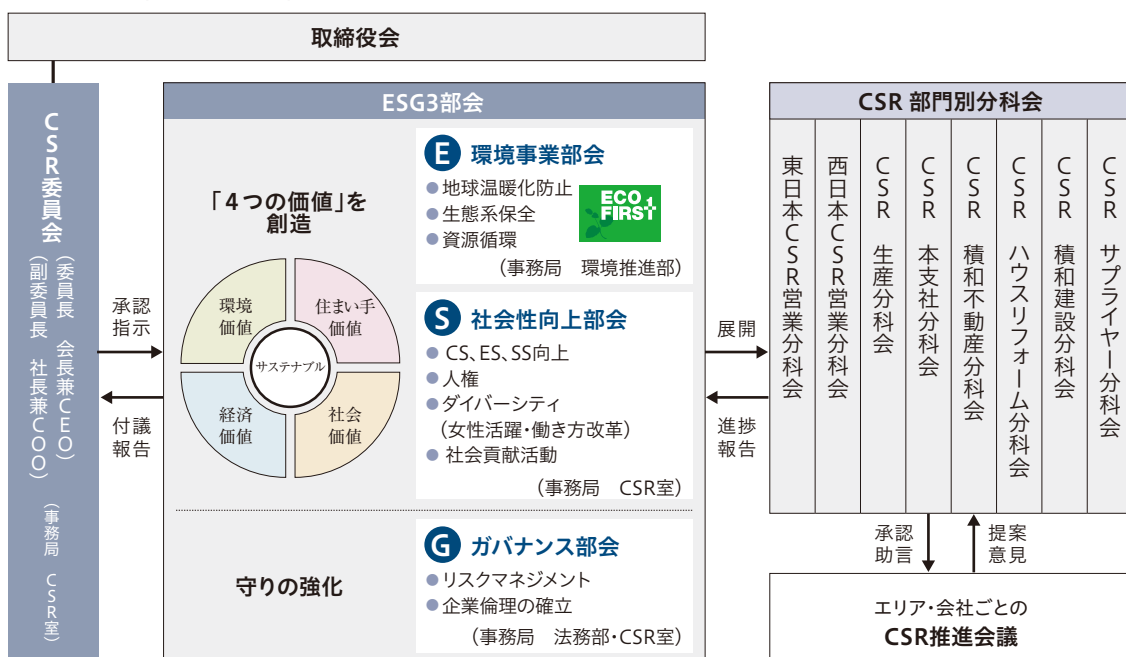 取締役会
CSR委員会
(委員長　会長兼CEO)
(副委員長　社長兼COO)
(事務局　CSR室)
承認
指示
付議
報告
ESG3部会
「4つの価値」を
創造
環境
価値
住まい手
価値
サステナブル
経済
価値
社会
価値
E 環境事業部会
●地球温暖化防止
●生態系保全
●資源循環
ECO
FIRST
(事務局　環境推進部)
S 社会性向上部会
●CS、ES、SS向上
●人権
●ダイバーシティ
(女性活躍・働き方改革)
●社会貢献活動
(事務局　CSR室)
守りの強化
G ガバナンス部会
●リスクマネジメント
●企業倫理の確立
(事務局　法務部・CSR室)
展開
進捗
報告
CSR 部門別分科会
東日本CSR営業分科会
西日本CSR営業分科会
CSR 生産分科会
CSR 本支社分科会
CSR 積和不動産分科会
CSR ハウスリフォーム分科会
CSR 積和建設分科会
CSR サプライヤー分科会
承認
助言
提案
意見
エリア・会社ごとの
CSR推進会議